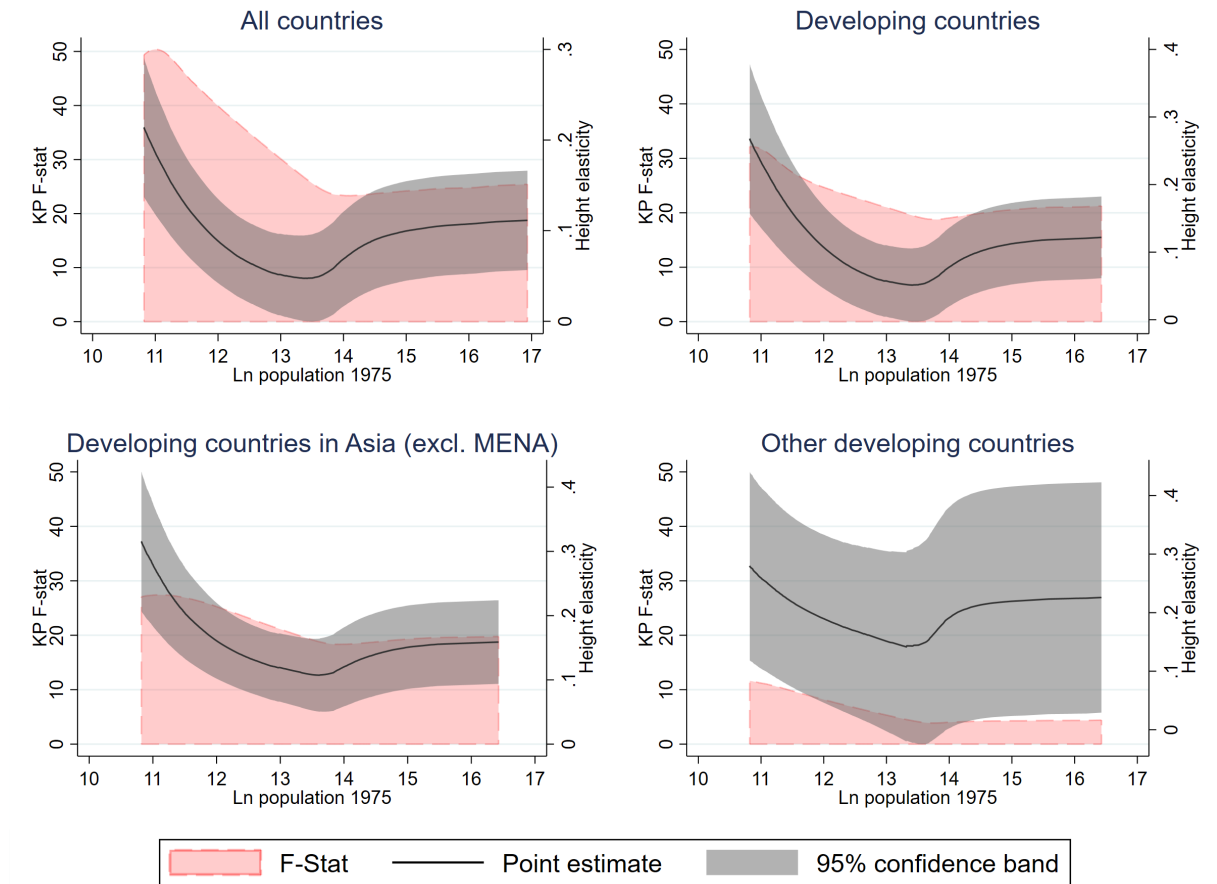 All countries
50
40
30
20
10
0
KP F-stat
.3
.2
.1
0
Height elasticity
10 11 12 13 14 15 16 17
Ln population 1975
Developing countries
50
40
30
20
10
0
KP F-stat
.4
.3
.2
.1
0
Height elasticity
10 11 12 13 14 15 16 17
Ln population 1975
Developing countries in Asia (excl. MENA)
50
40
30
20
10
0
KP F-stat
.4
.3
.2
.1
0
Height elasticity
10 11 12 13 14 15 16 17
Ln population 1975
Other developing countries
50
40
30
20
10
0
KP F-stat
.4
.3
.2
.1
0
Height elasticity
10 11 12 13 14 15 16 17
Ln population 1975
F-Stat Point estimate 95% confidence band